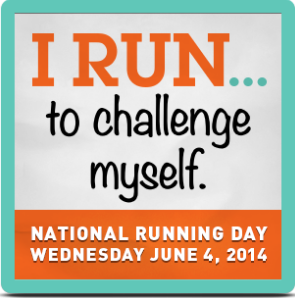 I RUN...
to challenge
myself.
NATIONAL RUNNING DAY
WEDNESDAY JUNE 4, 2014